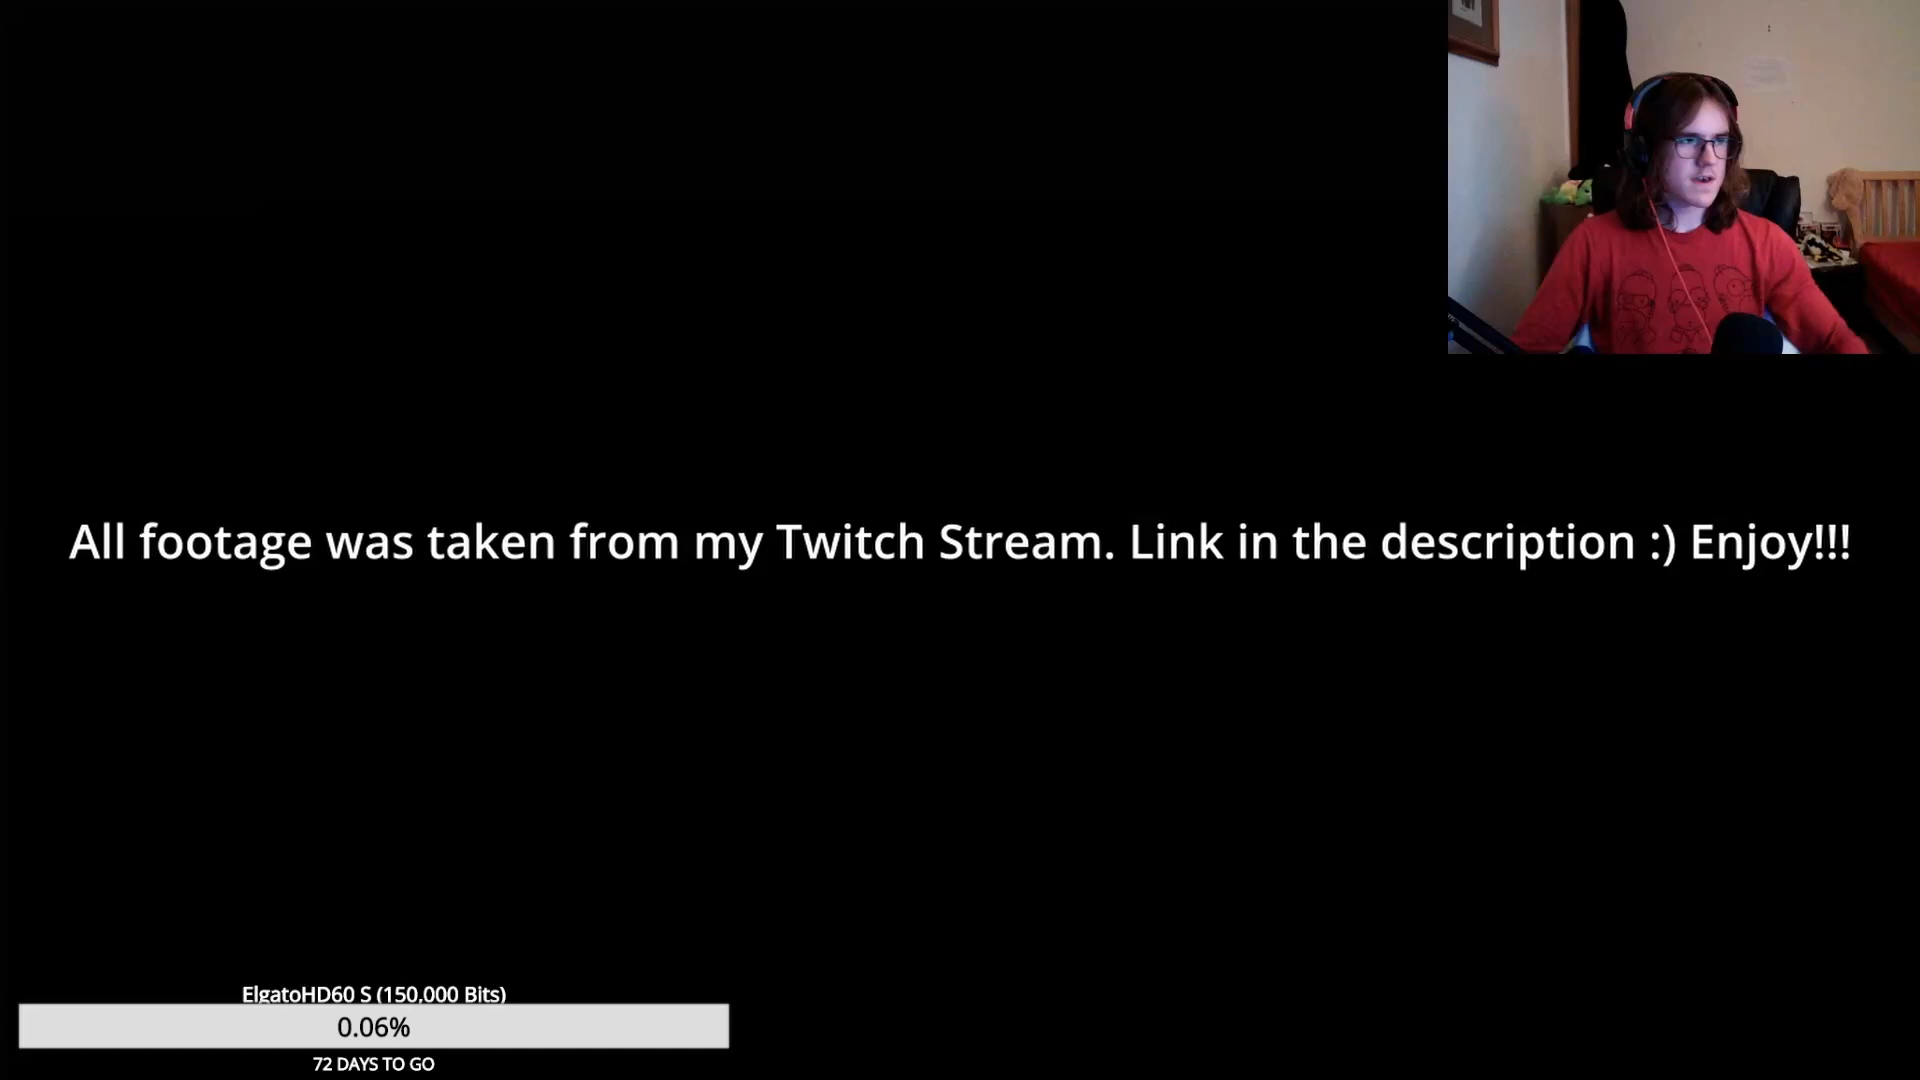 All footage was taken from my Twitch Stream. Link in the description :) Enjoy!!!
ElgatoHD60 S (150,000 Bits)
0.06%
72 DAYS TO GO